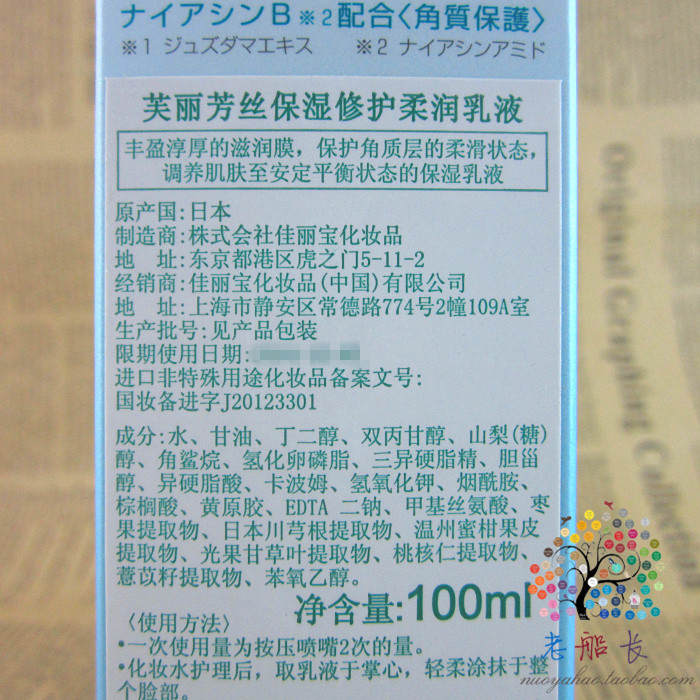 ナイアシンB ※2配合〈角質保護〉
※1 ジュズダマエキス ※2 ナイアシンアミド
芙丽芳丝保湿修护柔润乳液
丰盈淳厚的滋润膜，保护角质层的柔滑状态，
调养肌肤至安定平衡状态的保湿乳液
原产国:日本
制造商:株式会社佳丽宝化妆品
地 址:东京都港区虎之门5-11-2
经销商:佳丽宝化妆品(中国)有限公司
地 址:上海市静安区常德路774号2幢109A室
生产批号:见产品包装
限期使用日期:
进口非特殊用途化妆品备案文号:
国妆备进字J20123301
成分:水、甘油、丁二醇、双丙甘醇、山梨(糖)
醇、角鲨烷、氢化卵磷脂、三异硬脂精、胆甾
醇、异硬脂酸、卡波姆、氢氧化钾、烟酰胺、
棕榈酸、黄原胶、EDTA 二钠、甲基丝氨酸、枣
果提取物、日本川芎根提取物、温州蜜柑果皮
提取物、光果甘草叶提取物、桃核仁提取物、
薏苡籽提取物、苯氧乙醇。
净含量:100ml
〈使用方法〉
•一次使用量为按压喷嘴2次的量。
•化妆水护理后，取乳液于掌心，轻柔涂抹于整
个脸部。
Original Graphing Collection
老船长
nuoyahao.taobao.com